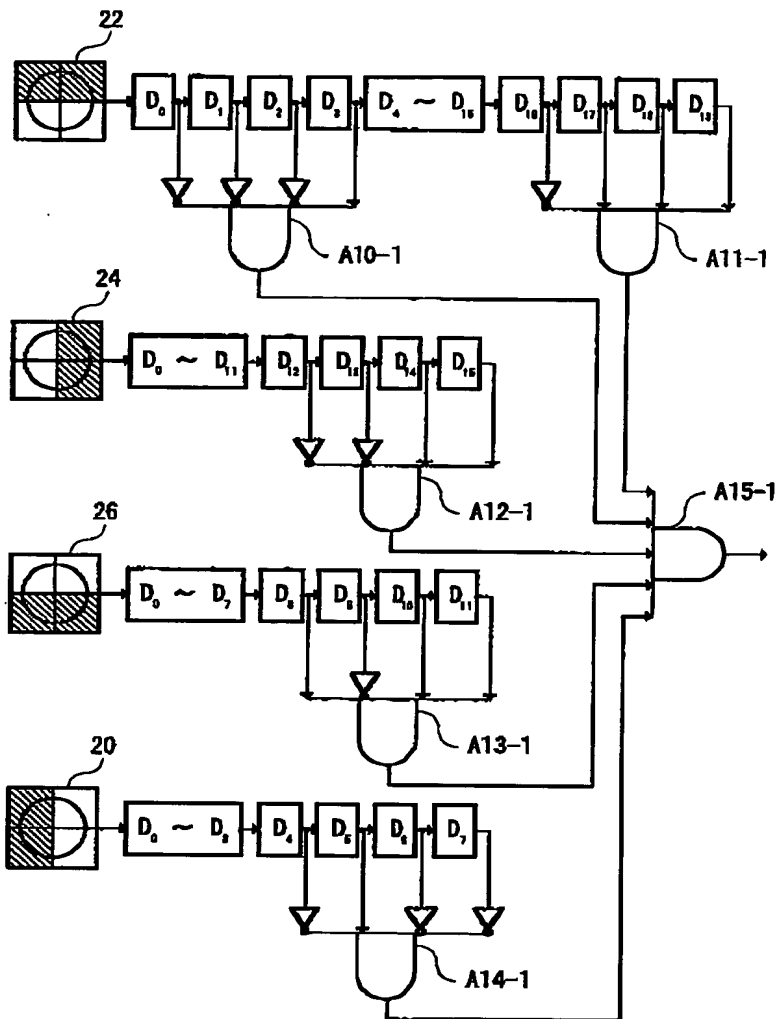 22
D0 D1 D2 D3 D4 ~ D15 D16 D17 D18 D19
A10-1 A11-1
24
D0 ~ D11 D12 D13 D14 D15
A12-1 A15-1
26
D0 ~ D7 D8 D9 D10 D11
A13-1
20
D0 ~ D3 D4 D5 D6 D7
A14-1